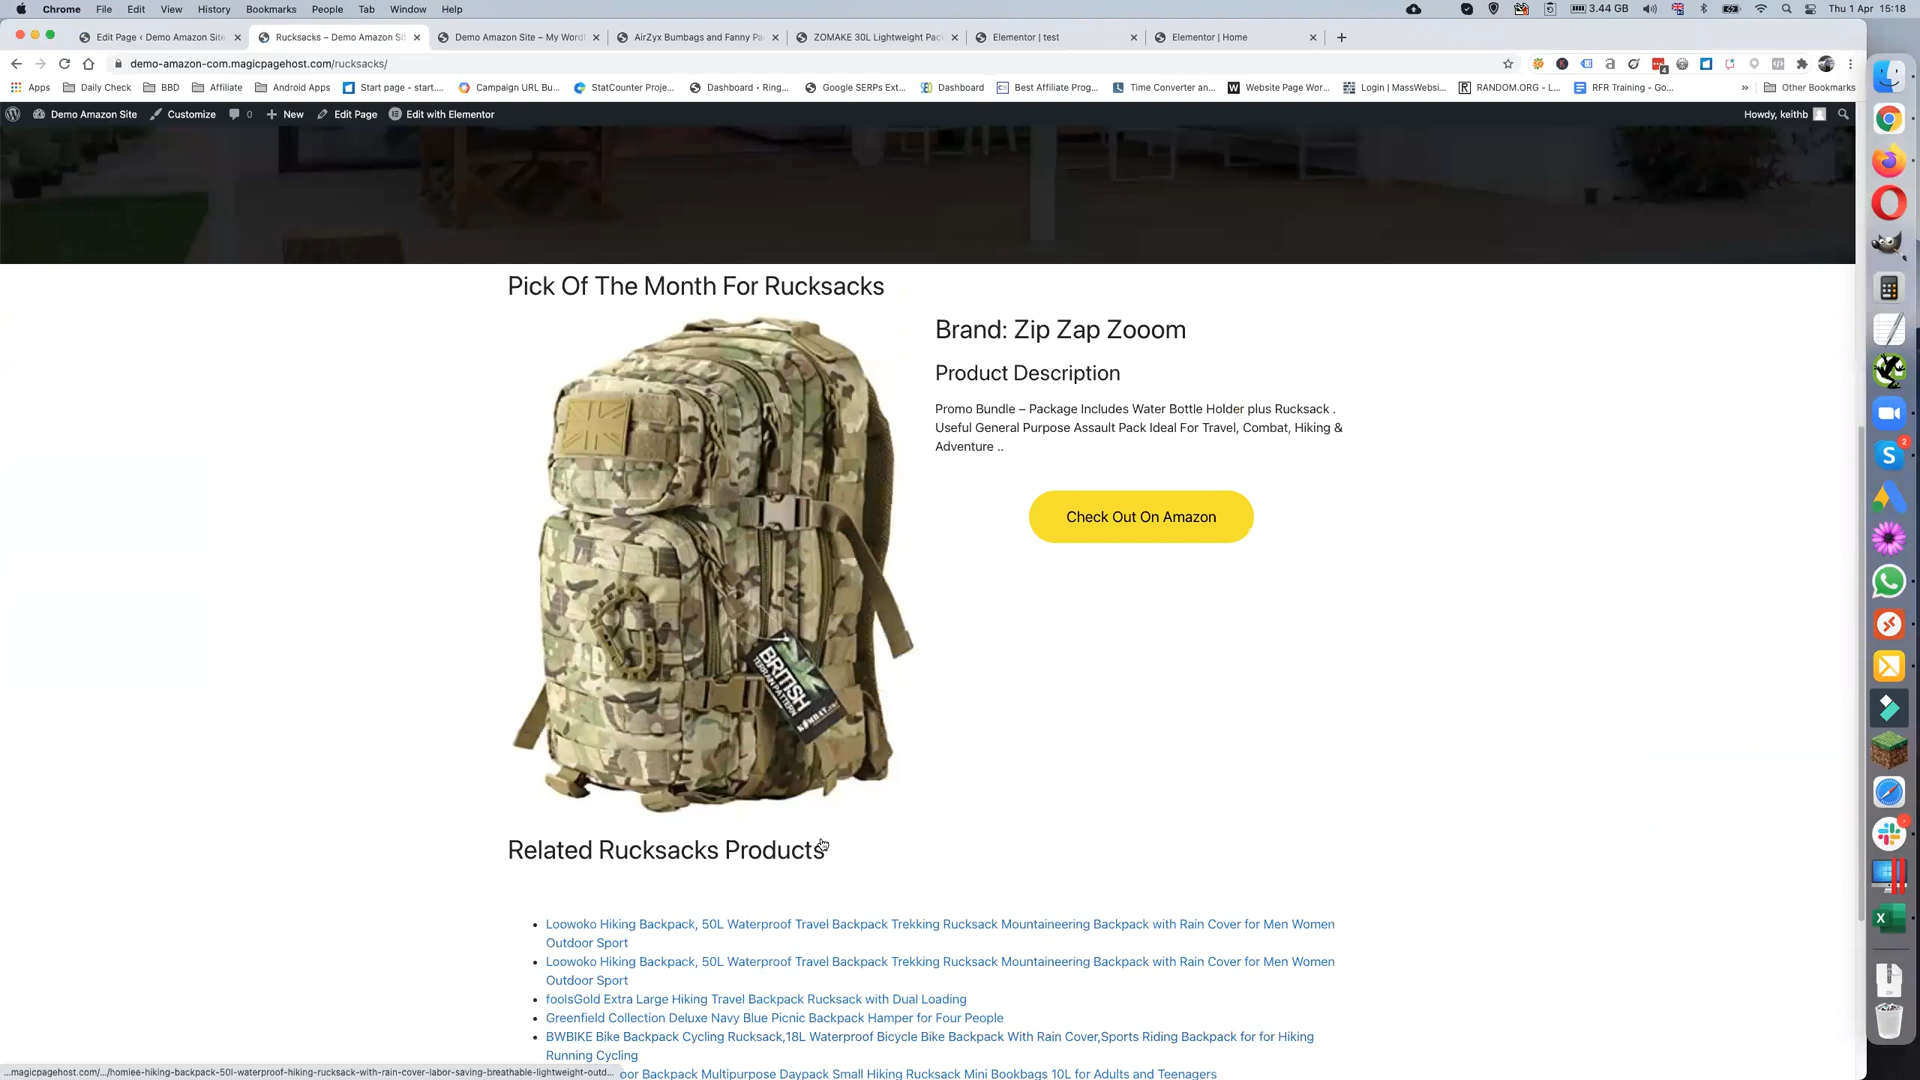 Chrome File Edit View History Bookmarks People Tab Window Help
3.44 GB Thu 1 Apr 15:18
Edit Page ‹ Demo Amazon Site
Rucksacks – Demo Amazon Si
Demo Amazon Site – My Word
AirZyx Bumbags and Fanny Pa
ZOMAKE 30L Lightweight Pac
Elementor | test
Elementor | Home
demo-amazon-com.magicpagehost.com/rucksacks/
Apps Daily Check BBD Affiliate Android Apps Start page - start.... Campaign URL Bu... StatCounter Proje... Dashboard - Ring... Google SERPs Ext... Dashboard Best Affiliate Prog... Time Converter an... Website Page Wor... Login | MassWebsi... RANDOM.ORG - L... RFR Training - Go... » Other Bookmarks
Demo Amazon Site Customize 0 New Edit Page Edit with Elementor Howdy, keithb
Pick Of The Month For Rucksacks
Brand: Zip Zap Zooom
Product Description
Promo Bundle – Package Includes Water Bottle Holder plus Rucksack .
Useful General Purpose Assault Pack Ideal For Travel, Combat, Hiking &
Adventure ..
Check Out On Amazon
BRITISH
TERRAIN PATTERN
KOMBAT
Related Rucksacks Products
Loowoko Hiking Backpack, 50L Waterproof Travel Backpack Trekking Rucksack Mountaineering Backpack with Rain Cover for Men Women
Outdoor Sport
Loowoko Hiking Backpack, 50L Waterproof Travel Backpack Trekking Rucksack Mountaineering Backpack with Rain Cover for Men Women
Outdoor Sport
foolsGold Extra Large Hiking Travel Backpack Rucksack with Dual Loading
Greenfield Collection Deluxe Navy Blue Picnic Backpack Hamper for Four People
BWBIKE Bike Backpack Cycling Rucksack,18L Waterproof Bicycle Bike Backpack With Rain Cover,Sports Riding Backpack for for Hiking
Running Cycling
oor Backpack Multipurpose Daypack Small Hiking Rucksack Mini Bookbags 10L for Adults and Teenagers
...magicpagehost.com/.../homiee-hiking-backpack-50l-waterproof-hiking-rucksack-with-rain-cover-labor-saving-breathable-lightweight-outd...